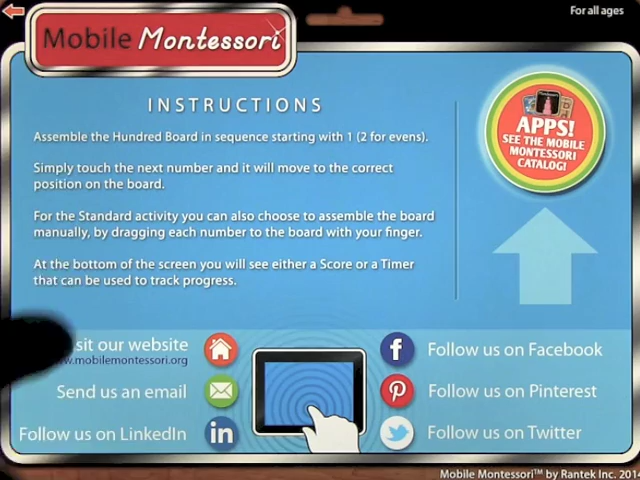 For all ages
Mobile Montessori
INSTRUCTIONS
Assemble the Hundred Board in sequence starting with 1 (2 for evens).
Simply touch the next number and it will move to the correct
position on the board.
For the Standard activity you can also choose to assemble the board
manually, by dragging each number to the board with your finger.
At the bottom of the screen you will see either a Score or a Timer
that can be used to track progress.
APPS!
SEE THE MOBILE
MONTESSORI
CATALOG!
sit our website
www.mobilemontessori.org
Send us an email
Follow us on LinkedIn
in
f
Follow us on Facebook
Follow us on Pinterest
Follow us on Twitter
Mobile Montessori™ by Rantek Inc. 2014